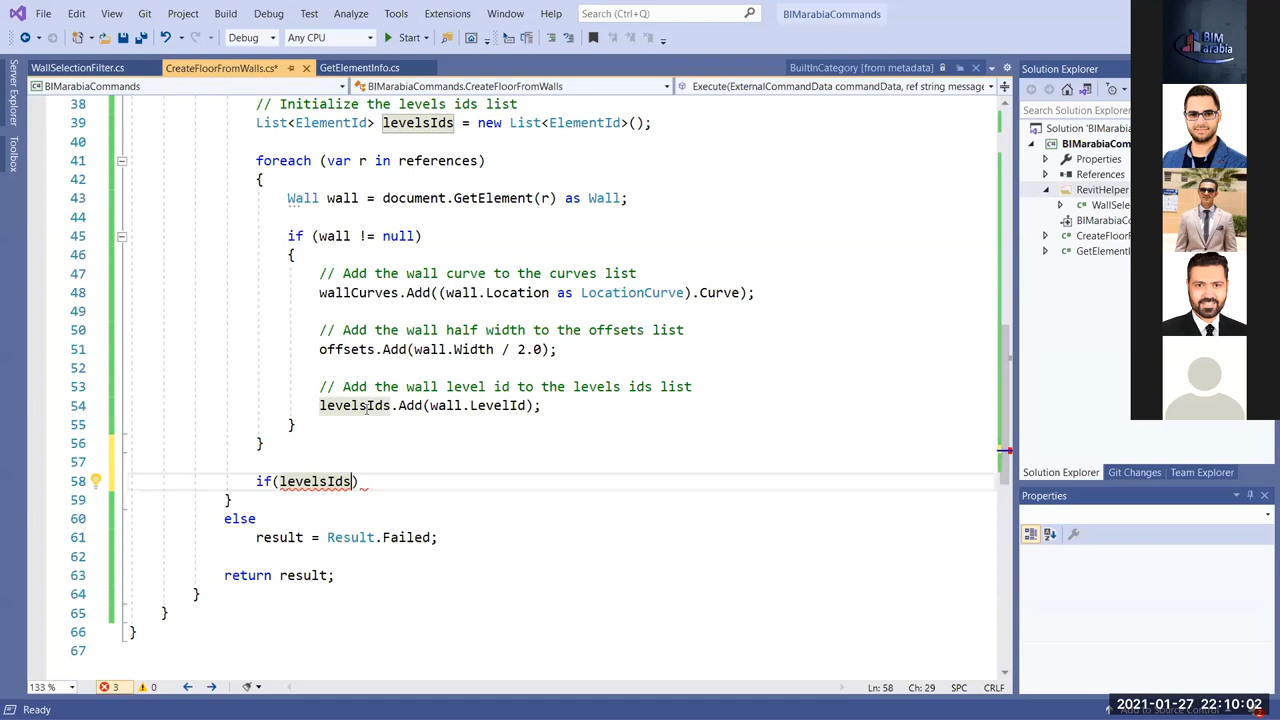 File Edit View Git Project Build Debug Test Analyze Tools Extensions Window Help Search (Ctrl+Q) BIMarabiaCommands
Debug Any CPU Start
WallSelectionFilter.cs CreateFloorFromWalls.cs* GetElementInfo.cs BuiltInCategory [from metadata]
BIMarabiaCommands BIMarabiaCommands.CreateFloorFromWalls Execute(ExternalCommandData commandData, ref string message
Server Explorer
Toolbox
38 // Initialize the levels ids list
39 List<ElementId> levelsIds = new List<ElementId>();
40
41 foreach (var r in references)
42 {
43 Wall wall = document.GetElement(r) as Wall;
44
45 if (wall != null)
46 {
47 // Add the wall curve to the curves list
48 wallCurves.Add((wall.Location as LocationCurve).Curve);
49
50 // Add the wall half width to the offsets list
51 offsets.Add(wall.Width / 2.0);
52
53 // Add the wall level id to the levels ids list
54 levelsIds.Add(wall.LevelId);
55 }
56 }
57
58 if(levelsIds)
59 }
60 else
61 result = Result.Failed;
62
63 return result;
64 }
65 }
66 }
67
133 % 3 0 Ln: 58 Ch: 29 SPC CRLF
Ready
Solution Explorer
Search Solution Explorer
Solution 'BIMarabiaCom
BIMarabiaCom
Properties
References
RevitHelper
WallSele
BIMarabiaCo
CreateFloorF
GetElementI
Solution Explorer Git Changes Team Explorer
Properties
BIM
arabia
2021-01-27 22:10:02